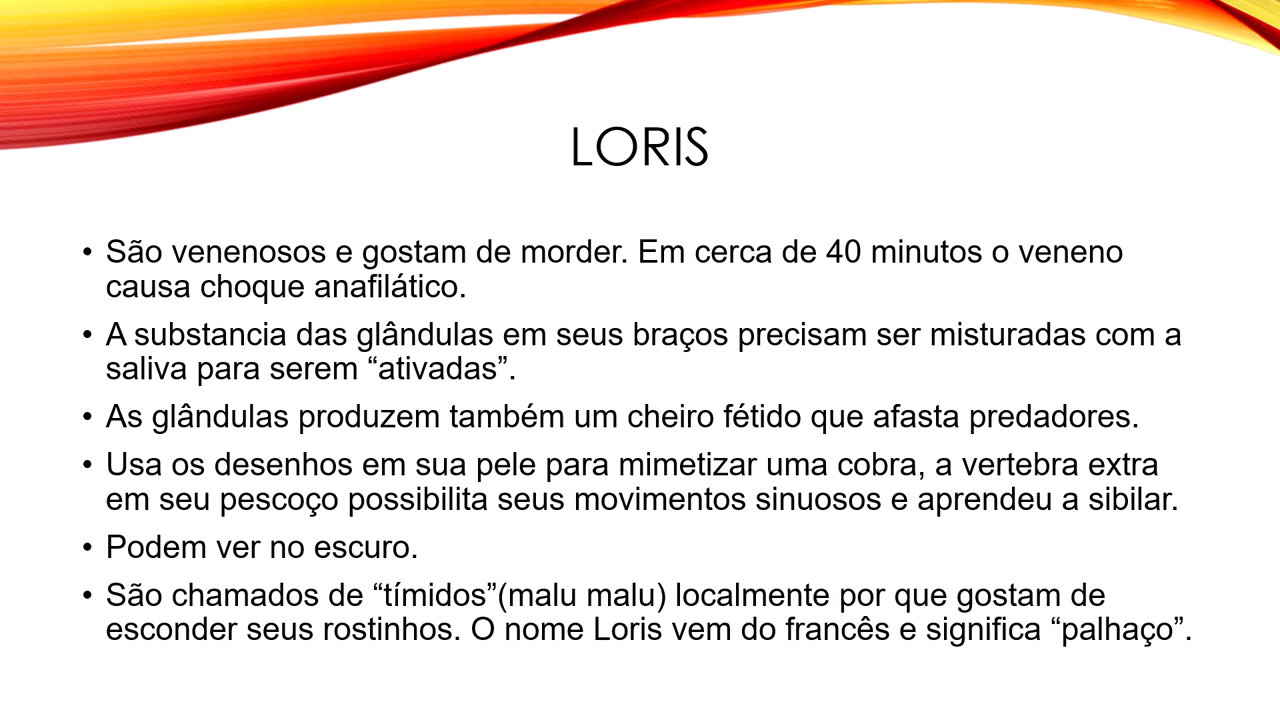 LORIS
• São venenosos e gostam de morder. Em cerca de 40 minutos o veneno
causa choque anafilático.
• A substancia das glândulas em seus braços precisam ser misturadas com a
saliva para serem “ativadas”.
• As glândulas produzem também um cheiro fétido que afasta predadores.
• Usa os desenhos em sua pele para mimetizar uma cobra, a vertebra extra
em seu pescoço possibilita seus movimentos sinuosos e aprendeu a sibilar.
• Podem ver no escuro.
• São chamados de “tímidos”(malu malu) localmente por que gostam de
esconder seus rostinhos. O nome Loris vem do francês e significa “palhaço”.